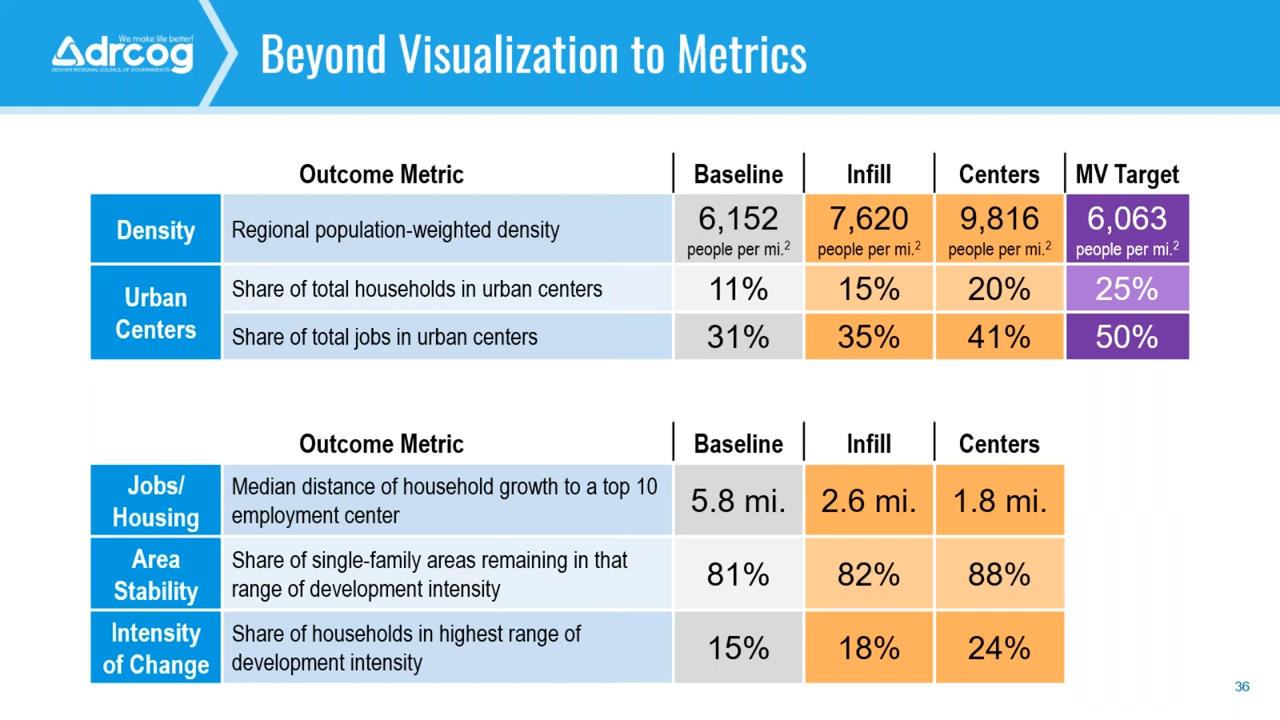 We make life better!
drcog
DENVER REGIONAL COUNCIL OF GOVERNMENTS
Beyond Visualization to Metrics
Outcome Metric Baseline Infill Centers MV Target
Density Regional population-weighted density 6,152 people per mi.² 7,620 people per mi.² 9,816 people per mi.² 6,063 people per mi.²
Urban Centers
Share of total households in urban centers 11% 15% 20% 25%
Share of total jobs in urban centers 31% 35% 41% 50%
Outcome Metric Baseline Infill Centers
Jobs/
Housing
Median distance of household growth to a top 10
employment center
5.8 mi. 2.6 mi. 1.8 mi.
Area
Stability
Share of single-family areas remaining in that
range of development intensity
81% 82% 88%
Intensity
of Change
Share of households in highest range of
development intensity
15% 18% 24%
36